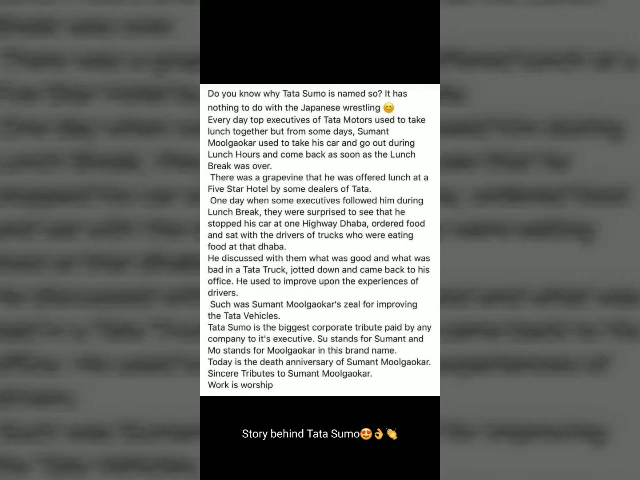 Do you know why Tata Sumo is named so? It has
nothing to do with the Japanese wrestling 😊
Every day top executives of Tata Motors used to take
lunch together but from some days, Sumant
Moolgaokar used to take his car and go out during
Lunch Hours and come back as soon as the Lunch
Break was over.
There was a grapevine that he was offered lunch at a
Five Star Hotel by some dealers of Tata.
One day when some executives followed him during
Lunch Break, they were surprised to see that he
stopped his car at one Highway Dhaba, ordered food
and sat with the drivers of trucks who were eating
food at that dhaba.
He discussed with them what was good and what was
bad in a Tata Truck, jotted down and came back to his
office. He used to improve upon the experiences of
drivers.
Such was Sumant Moolgaokar's zeal for improving
the Tata Vehicles.
Tata Sumo is the biggest corporate tribute paid by any
company to it's executive. Su stands for Sumant and
Mo stands for Moolgaokar in this brand name.
Today is the death anniversary of Sumant Moolgaokar.
Sincere Tributes to Sumant Moolgaokar.
Work is worship
Story behind Tata Sumo😍👌👏